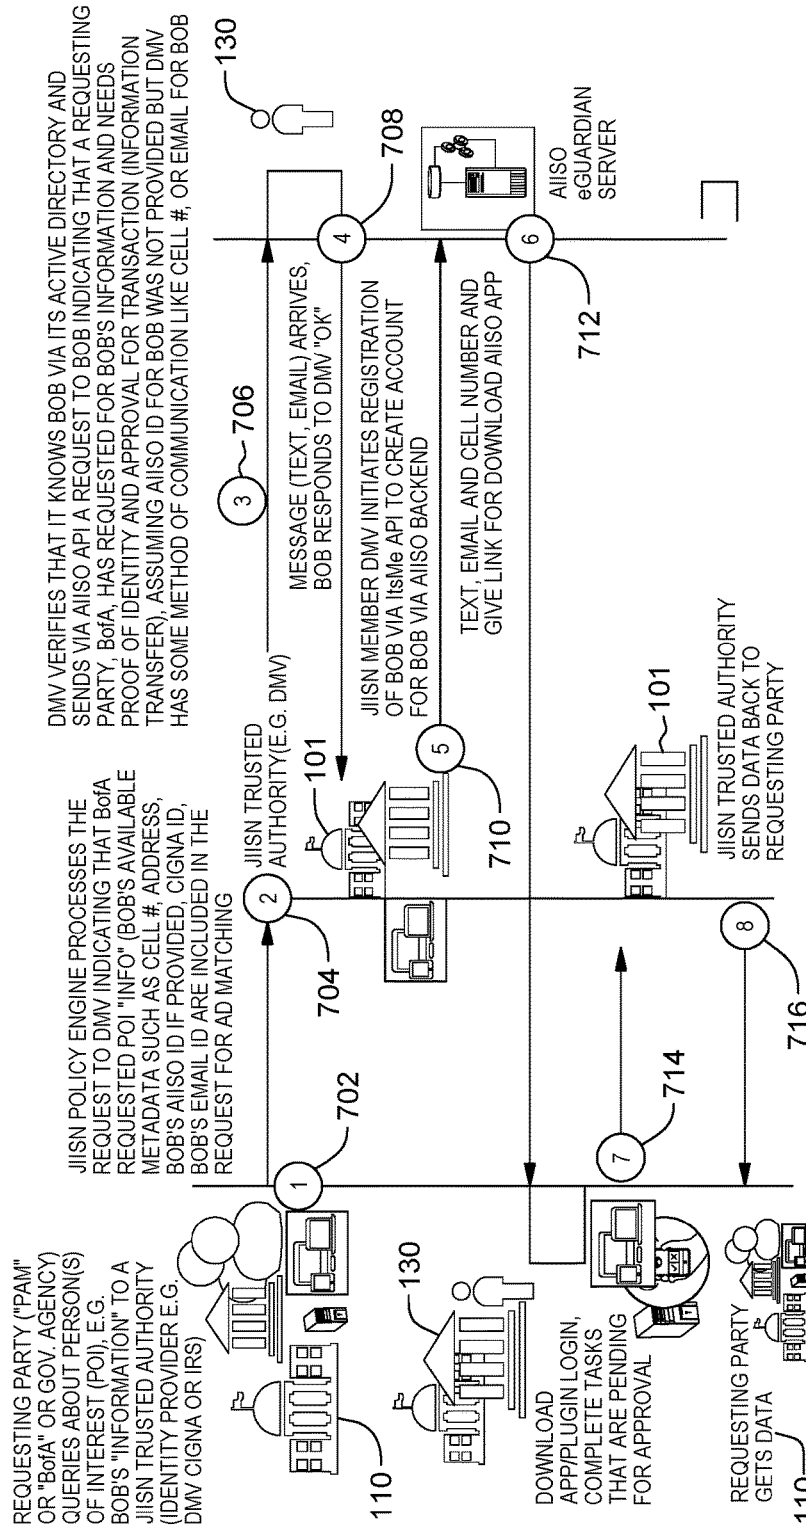 REQUESTING PARTY ("PAM"
OR "BofA" OR GOV. AGENCY)
QUERIES ABOUT PERSON(S)
OF INTEREST (POI), E.G.
BOB'S "INFORMATION" TO A
JIISN TRUSTED AUTHORITY
(IDENTITY PROVIDER E.G.
DMV CIGNA OR IRS)
110
1
702
JIISN POLICY ENGINE PROCESSES THE
REQUEST TO DMV INDICATING THAT BofA
REQUESTED POI "INFO" (BOB'S AVAILABLE
METADATA SUCH AS CELL #, ADDRESS,
BOB'S AIISO ID IF PROVIDED, CIGNA ID,
BOB'S EMAIL ID ARE INCLUDED IN THE
REQUEST FOR AD MATCHING
2
704
JIISN TRUSTED
AUTHORITY(E.G. DMV)
101
DMV VERIFIES THAT IT KNOWS BOB VIA ITS ACTIVE DIRECTORY AND
SENDS VIA AIISO API A REQUEST TO BOB INDICATING THAT A REQUESTING
PARTY, BofA, HAS REQUESTED FOR BOB'S INFORMATION AND NEEDS
PROOF OF IDENTITY AND APPROVAL FOR TRANSACTION (INFORMATION
TRANSFER), ASSUMING AIISO ID FOR BOB WAS NOT PROVIDED BUT DMV
HAS SOME METHOD OF COMMUNICATION LIKE CELL #, OR EMAIL FOR BOB
3
706
130
MESSAGE (TEXT, EMAIL) ARRIVES,
BOB RESPONDS TO DMV "OK"
4
708
JIISN MEMBER DMV INITIATES REGISTRATION
OF BOB VIA ItsMe API TO CREATE ACCOUNT
FOR BOB VIA AIISO BACKEND
5
710
TEXT, EMAIL AND CELL NUMBER AND
GIVE LINK FOR DOWNLOAD AIISO APP
6
712
AIISO
eGUARDIAN
SERVER
130
DOWNLOAD
APP/PLUGIN LOGIN,
COMPLETE TASKS
THAT ARE PENDING
FOR APPROVAL
7
714
101
JIISN TRUSTED AUTHORITY
SENDS DATA BACK TO
REQUESTING PARTY
8
716
REQUESTING PARTY
GETS DATA
110